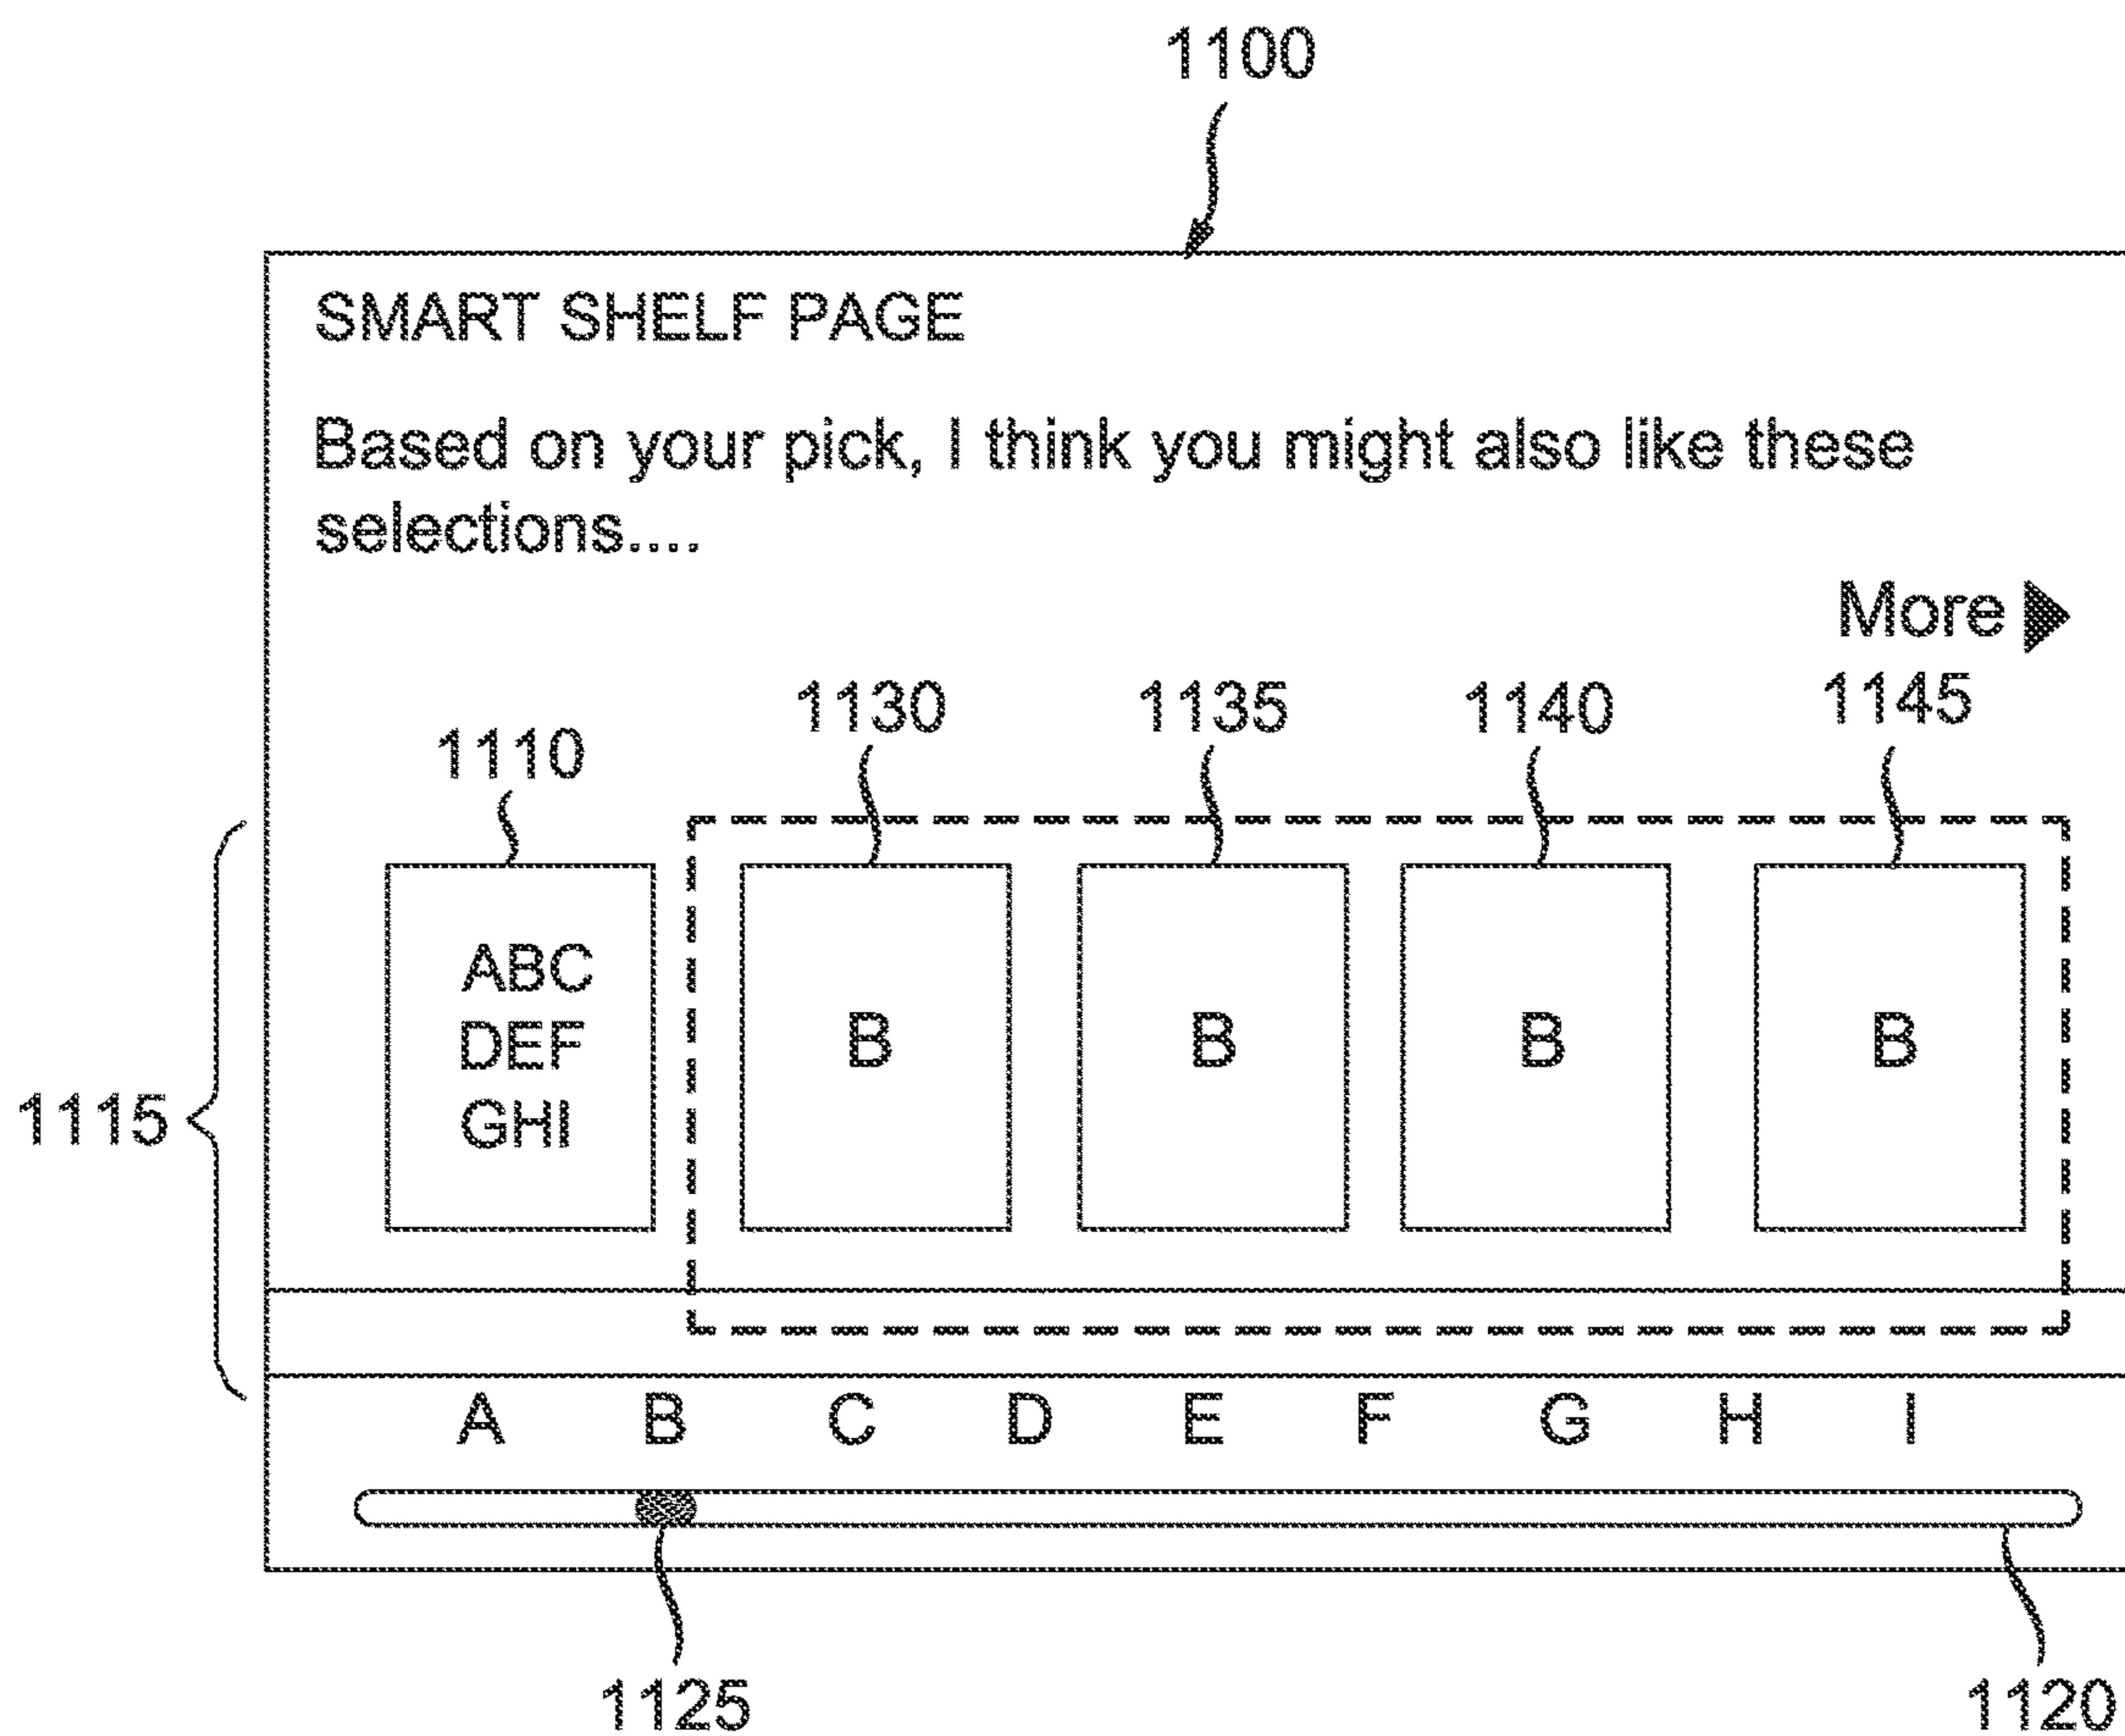 1100
SMART SHELF PAGE
Based on your pick, I think you might also like these
selections....
More
1110
1130
1135
1140
1145
ABC
DEF
GHI
B
B
B
B
1115
A B C D E F G H I
1125
1120